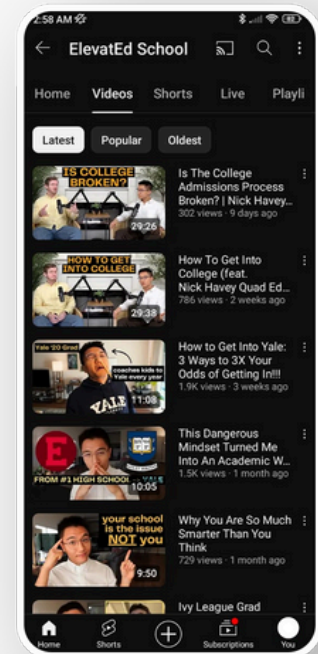 2:58 AM
82
ElevatEd School
Home Videos Shorts Live Playli
Latest Popular Oldest
IS COLLEGE
BROKEN?
29:26
Is The College
Admissions Process
Broken? | Nick Havey...
302 views · 9 days ago
HOW TO GET
INTO COLLEGE
29:38
How To Get Into
College (feat.
Nick Havey Quad Ed...
786 views · 2 weeks ago
Yale '20 Grad
coaches kids to
Yale every year
YALE
11:08
How to Get Into Yale:
3 Ways to 3X Your
Odds of Getting In!!!
1.9K views · 3 weeks ago
E
FROM #1 HIGH SCHOOL
10:05
This Dangerous
Mindset Turned Me
Into An Academic W...
1.5K views · 1 month ago
your school
is the issue
NOT you
9:50
Why You Are So Much
Smarter Than You
Think
729 views · 1 month ago
Ivy League Grad
Home Shorts Subscriptions You